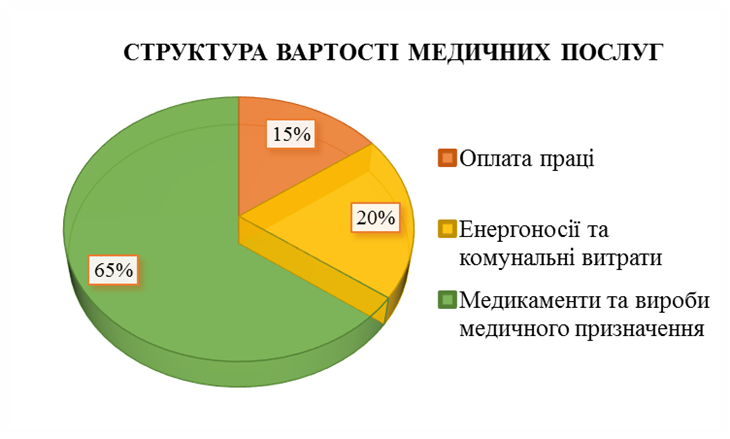 СТРУКТУРА ВАРТОСТІ МЕДИЧНИХ ПОСЛУГ
15%
20%
65%
Оплата праці
Енергоносії та
комунальні витрати
Медикаменти та вироби
медичного призначення